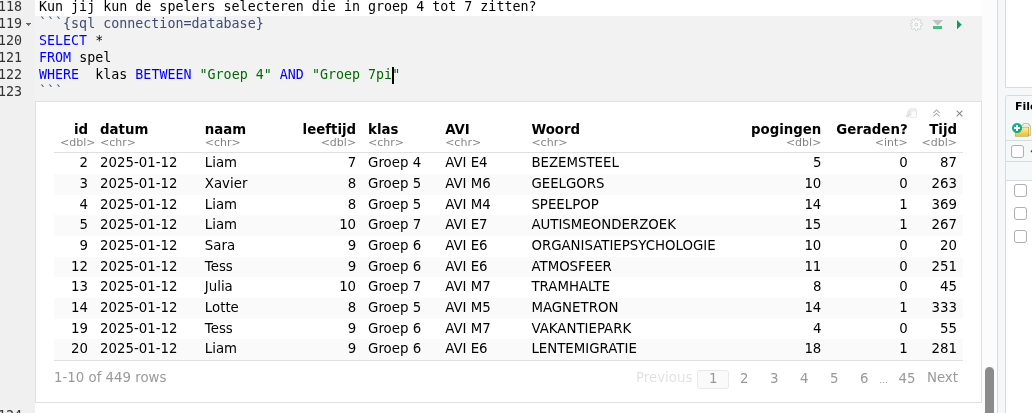 118 Kun jij kun de spelers selecteren die in groep 4 tot 7 zitten?
119 ```{sql connection=database}
120 SELECT *
121 FROM spel
122 WHERE  klas BETWEEN "Groep 4" AND "Groep 7pi"
123 ```
id datum naam leeftijd klas AVI Woord pogingen Geraden? Tijd
<dbl> <chr> <chr> <dbl> <chr> <chr> <chr> <dbl> <int> <dbl>
2 2025-01-12 Liam 7 Groep 4 AVI E4 BEZEMSTEEL 5 0 87
3 2025-01-12 Xavier 8 Groep 5 AVI M6 GEELGORS 10 0 263
4 2025-01-12 Liam 8 Groep 5 AVI M4 SPEELPOP 14 1 369
5 2025-01-12 Liam 10 Groep 7 AVI E7 AUTISMEONDERZOEK 15 1 267
9 2025-01-12 Sara 9 Groep 6 AVI E6 ORGANISATIEPSYCHOLOGIE 10 0 20
12 2025-01-12 Tess 9 Groep 6 AVI E6 ATMOSFEER 11 0 251
13 2025-01-12 Julia 10 Groep 7 AVI M7 TRAMHALTE 8 0 45
14 2025-01-12 Lotte 8 Groep 5 AVI M5 MAGNETRON 14 1 333
19 2025-01-12 Tess 9 Groep 6 AVI M7 VAKANTIEPARK 4 0 55
20 2025-01-12 Liam 9 Groep 6 AVI E6 LENTEMIGRATIE 18 1 281
1-10 of 449 rows Previous 1 2 3 4 5 6 ... 45 Next